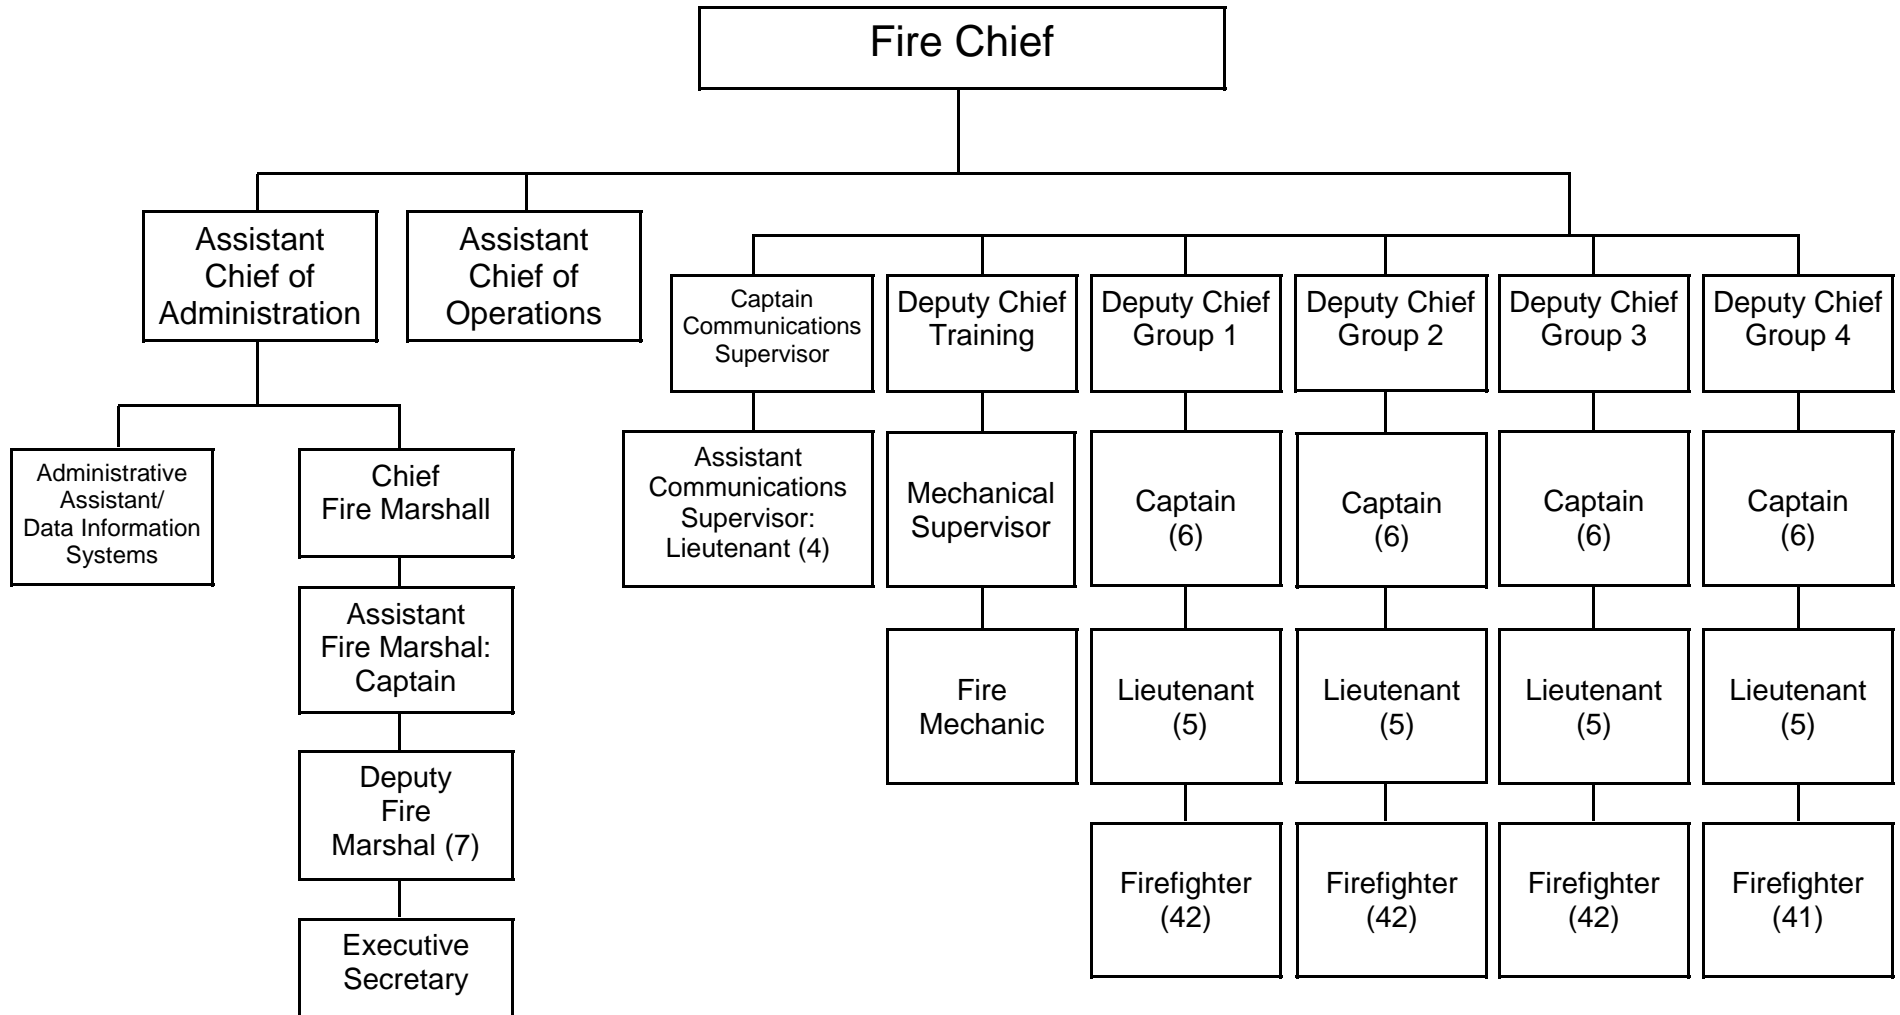 Fire Chief
Assistant
Chief of
Administration
Assistant
Chief of
Operations
Captain
Communications
Supervisor
Deputy Chief
Training
Deputy Chief
Group 1
Deputy Chief
Group 2
Deputy Chief
Group 3
Deputy Chief
Group 4
Administrative
Assistant/
Data Information
Systems
Chief
Fire Marshall
Assistant
Communications
Supervisor:
Lieutenant (4)
Mechanical
Supervisor
Captain
(6)
Captain
(6)
Captain
(6)
Captain
(6)
Assistant
Fire Marshal:
Captain
Fire
Mechanic
Lieutenant
(5)
Lieutenant
(5)
Lieutenant
(5)
Lieutenant
(5)
Deputy
Fire
Marshal (7)
Firefighter
(42)
Firefighter
(42)
Firefighter
(42)
Firefighter
(41)
Executive
Secretary